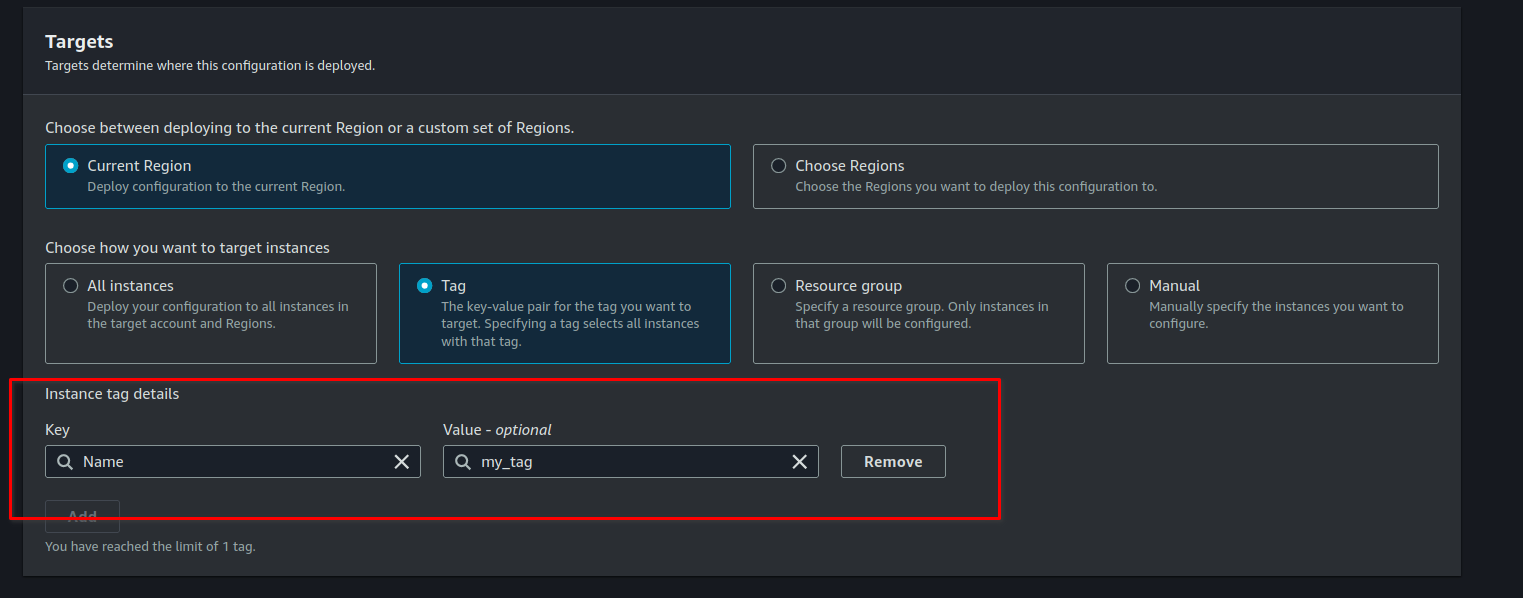 Targets
Targets determine where this configuration is deployed.
Choose between deploying to the current Region or a custom set of Regions.
Current Region
Deploy configuration to the current Region.
Choose Regions
Choose the Regions you want to deploy this configuration to.
Choose how you want to target instances
All instances
Deploy your configuration to all instances in
the target account and Regions.
Tag
The key-value pair for the tag you want to
target. Specifying a tag selects all instances
with that tag.
Resource group
Specify a resource group. Only instances in
that group will be configured.
Manual
Manually specify the instances you want to
configure.
Instance tag details
Key
Value - optional
Name
my_tag
Remove
Add
You have reached the limit of 1 tag.